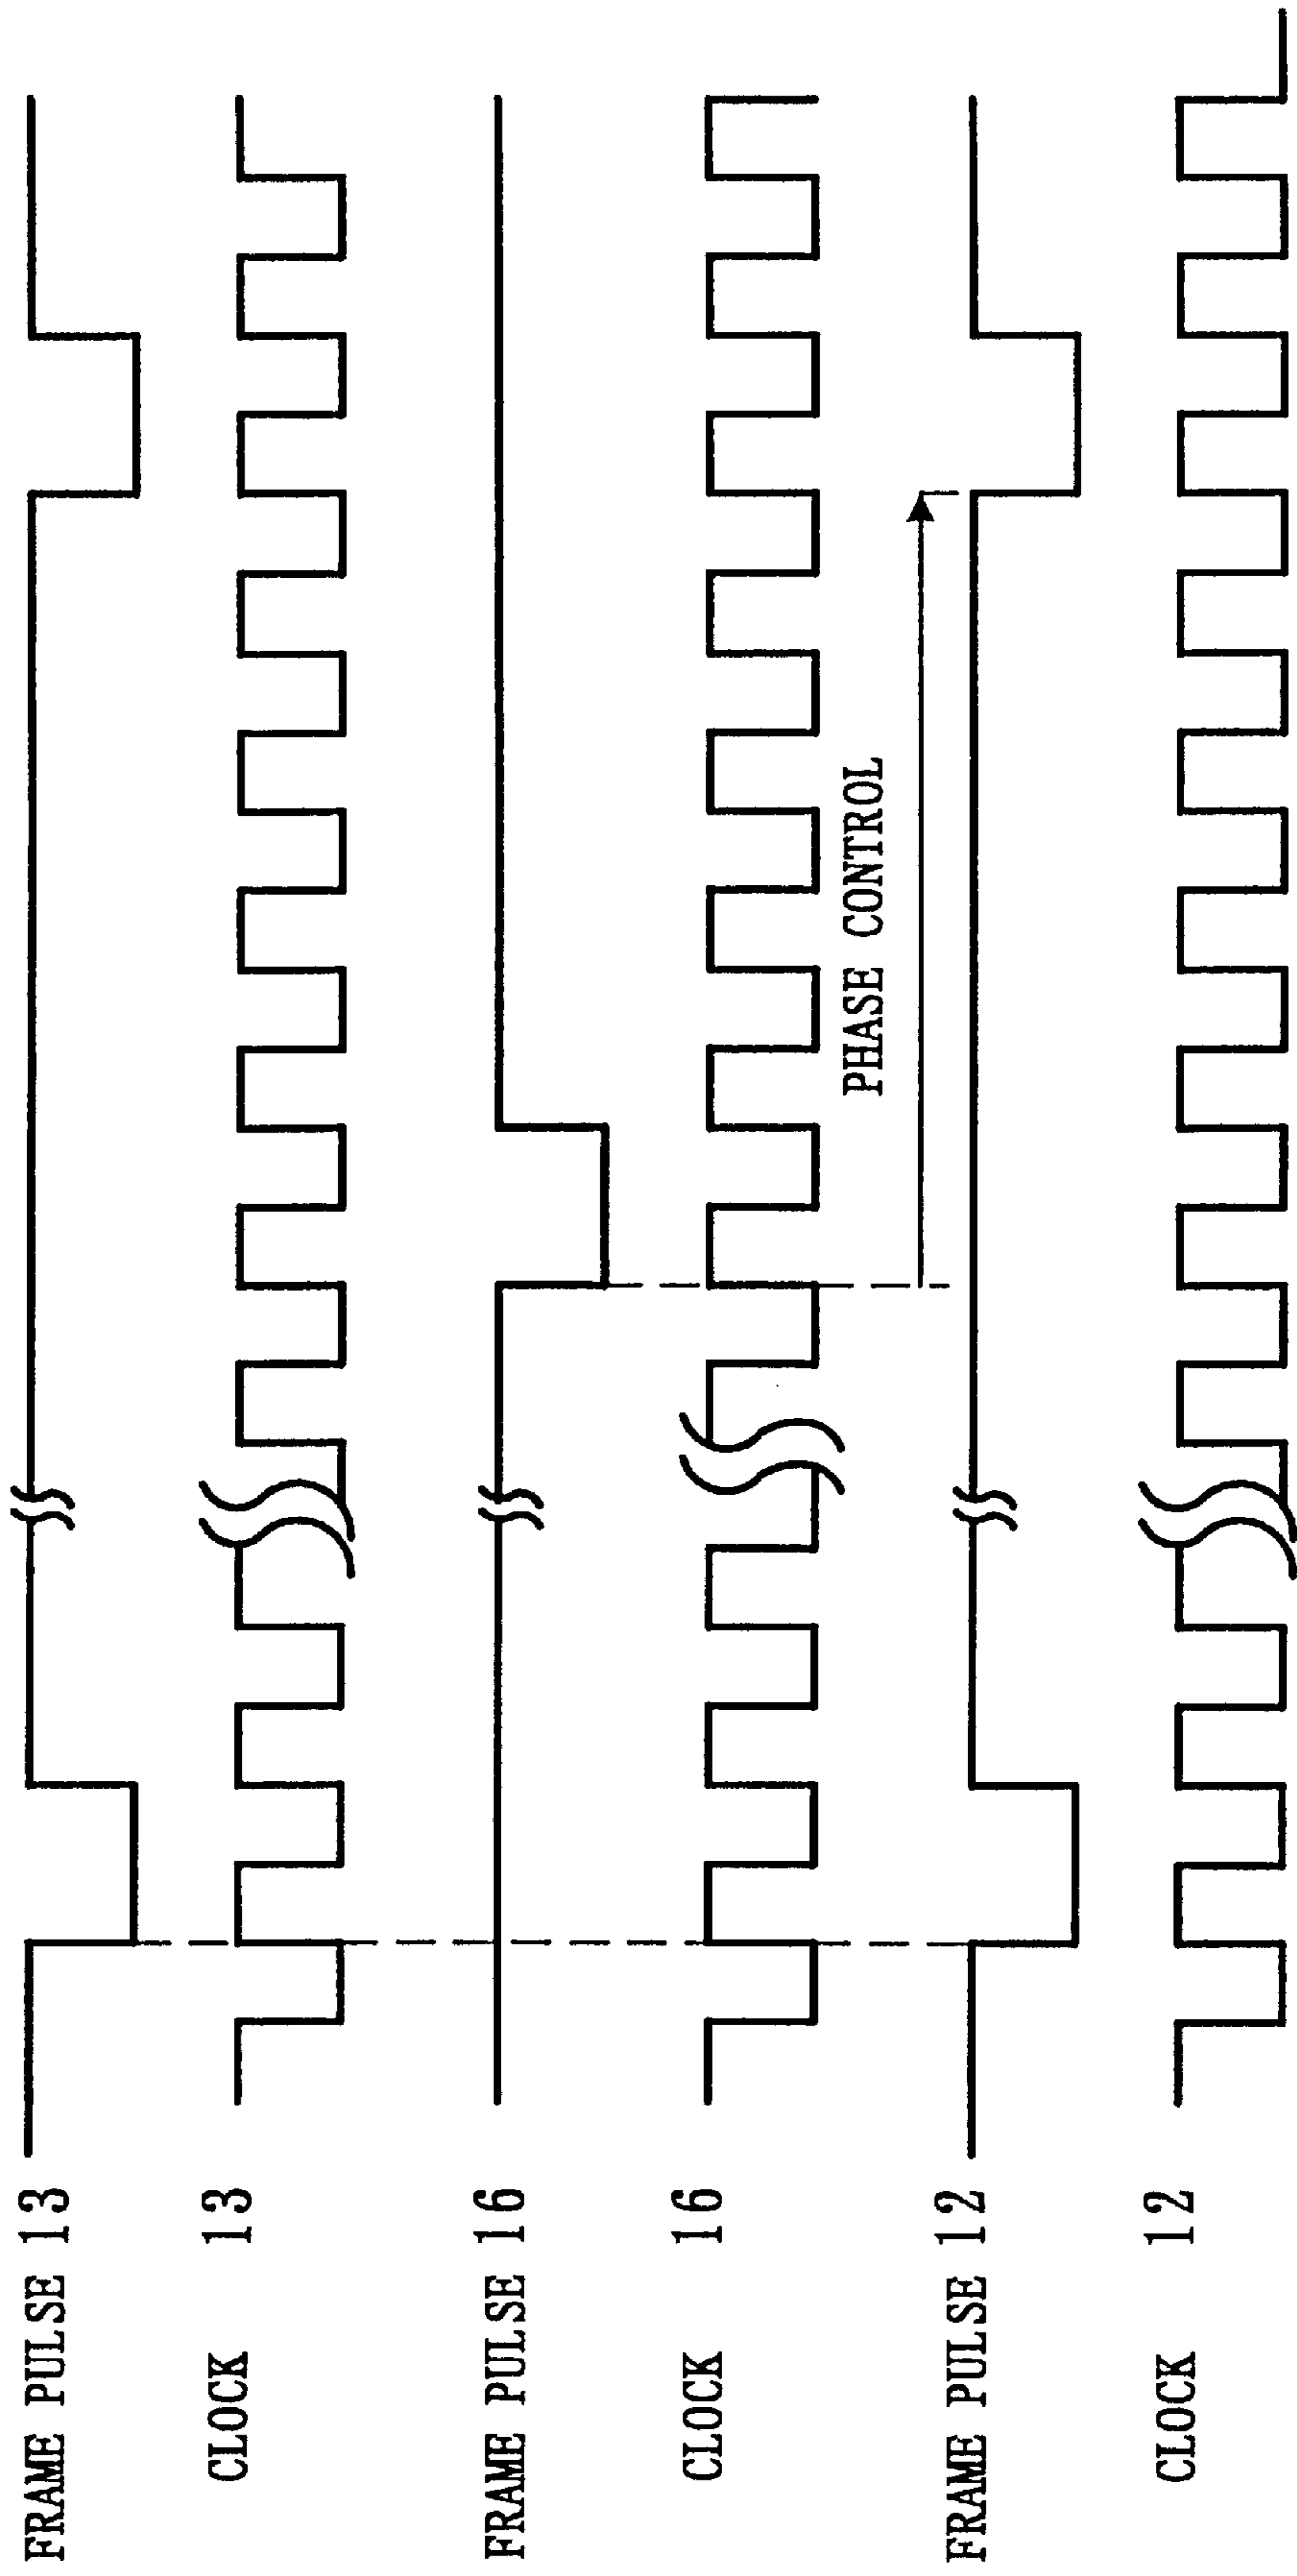 FRAME PULSE 13
CLOCK 13
FRAME PULSE 16
CLOCK 16
PHASE CONTROL
FRAME PULSE 12
CLOCK 12